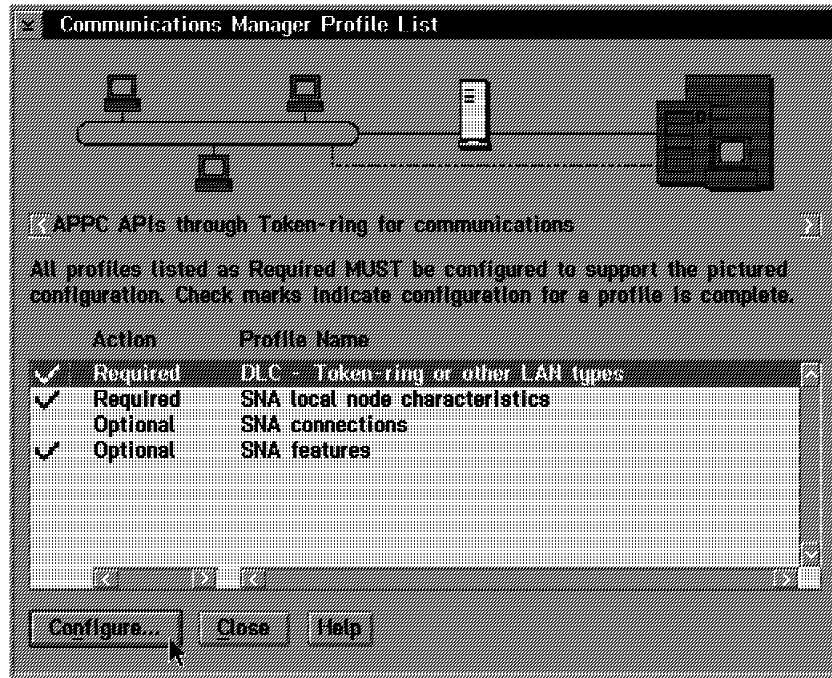 Communications Manager Profile List
APPC APIs through Token-ring for communications
All profiles listed as Required MUST be configured to support the pictured
configuration. Check marks indicate configuration for a profile is complete.
Action Profile Name
Required DLC - Token-ring or other LAN types
Required SNA local node characteristics
Optional SNA connections
Optional SNA features
Configure... Close Help